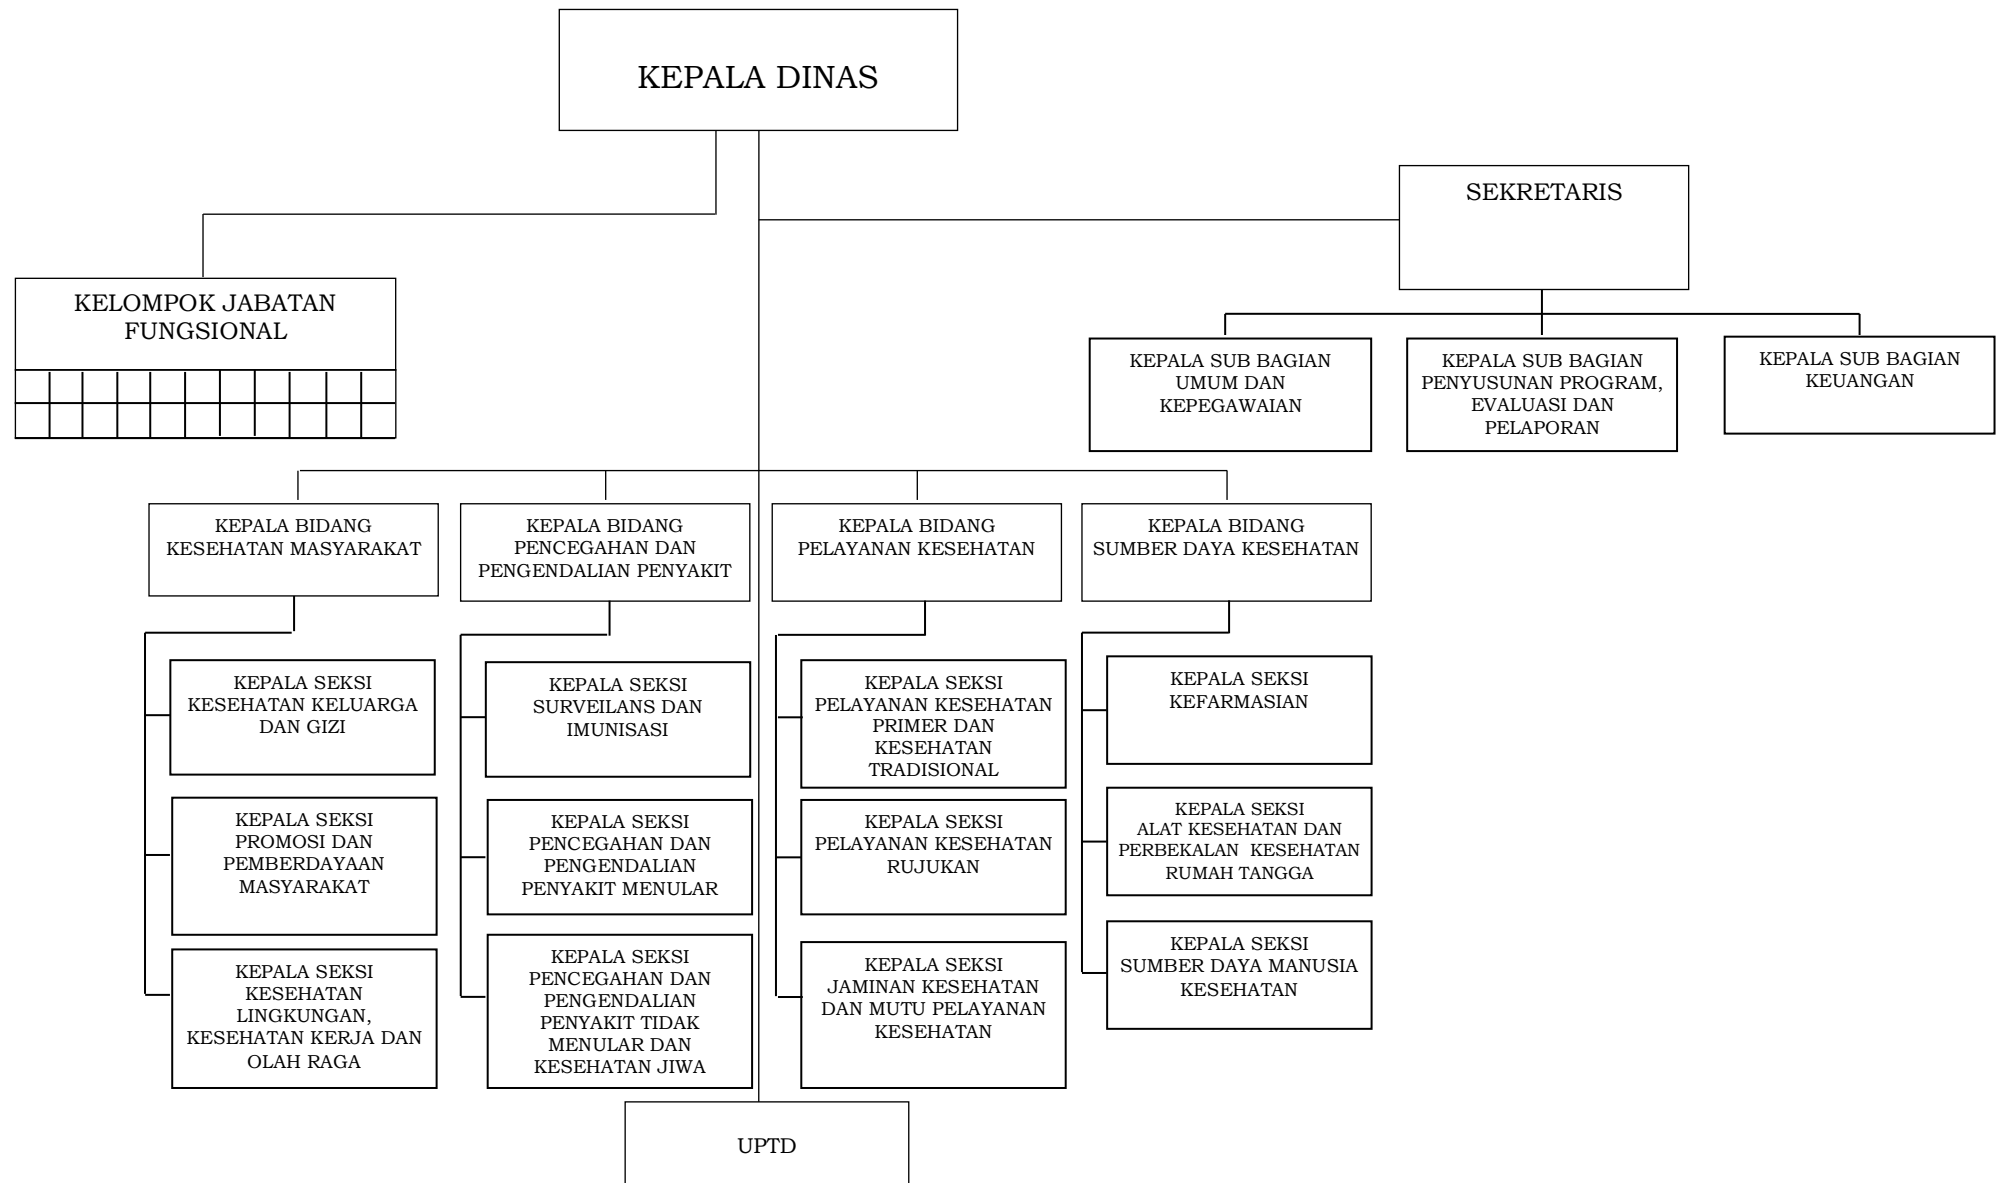 KEPALA DINAS
SEKRETARIS
KELOMPOK JABATAN
FUNGSIONAL
KEPALA SUB BAGIAN
UMUM DAN
KEPEGAWAIAN
KEPALA SUB BAGIAN
PENYUSUNAN PROGRAM,
EVALUASI DAN
PELAPORAN
KEPALA SUB BAGIAN
KEUANGAN
KEPALA BIDANG
KESEHATAN MASYARAKAT
KEPALA BIDANG
PENCEGAHAN DAN
PENGENDALIAN PENYAKIT
KEPALA BIDANG
PELAYANAN KESEHATAN
KEPALA BIDANG
SUMBER DAYA KESEHATAN
KEPALA SEKSI
KESEHATAN KELUARGA
DAN GIZI
KEPALA SEKSI
SURVEILANS DAN
IMUNISASI
KEPALA SEKSI
PELAYANAN KESEHATAN
PRIMER DAN
KESEHATAN
TRADISIONAL
KEPALA SEKSI
KEFARMASIAN
KEPALA SEKSI
PROMOSI DAN
PEMBERDAYAAN
MASYARAKAT
KEPALA SEKSI
PENCEGAHAN DAN
PENGENDALIAN
PENYAKIT MENULAR
KEPALA SEKSI
PELAYANAN KESEHATAN
RUJUKAN
KEPALA SEKSI
ALAT KESEHATAN DAN
PERBEKALAN  KESEHATAN
RUMAH TANGGA
KEPALA SEKSI
KESEHATAN
LINGKUNGAN,
KESEHATAN KERJA DAN
OLAH RAGA
KEPALA SEKSI
PENCEGAHAN DAN
PENGENDALIAN
PENYAKIT TIDAK
MENULAR DAN
KESEHATAN JIWA
KEPALA SEKSI
JAMINAN KESEHATAN
DAN MUTU PELAYANAN
KESEHATAN
KEPALA SEKSI
SUMBER DAYA MANUSIA
KESEHATAN
UPTD